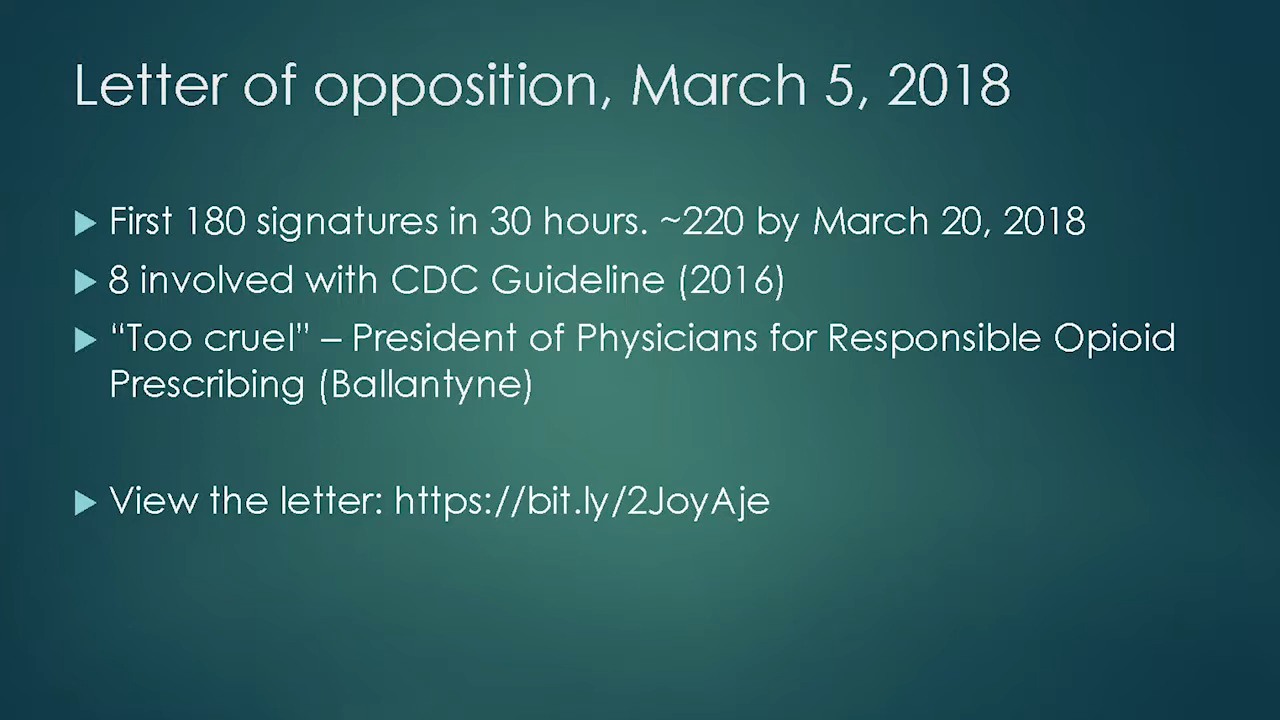 Letter of opposition, March 5, 2018
First 180 signatures in 30 hours. ~220 by March 20, 2018
8 involved with CDC Guideline (2016)
“Too cruel” – President of Physicians for Responsible Opioid
Prescribing (Ballantyne)
View the letter: https://bit.ly/2JoyAje